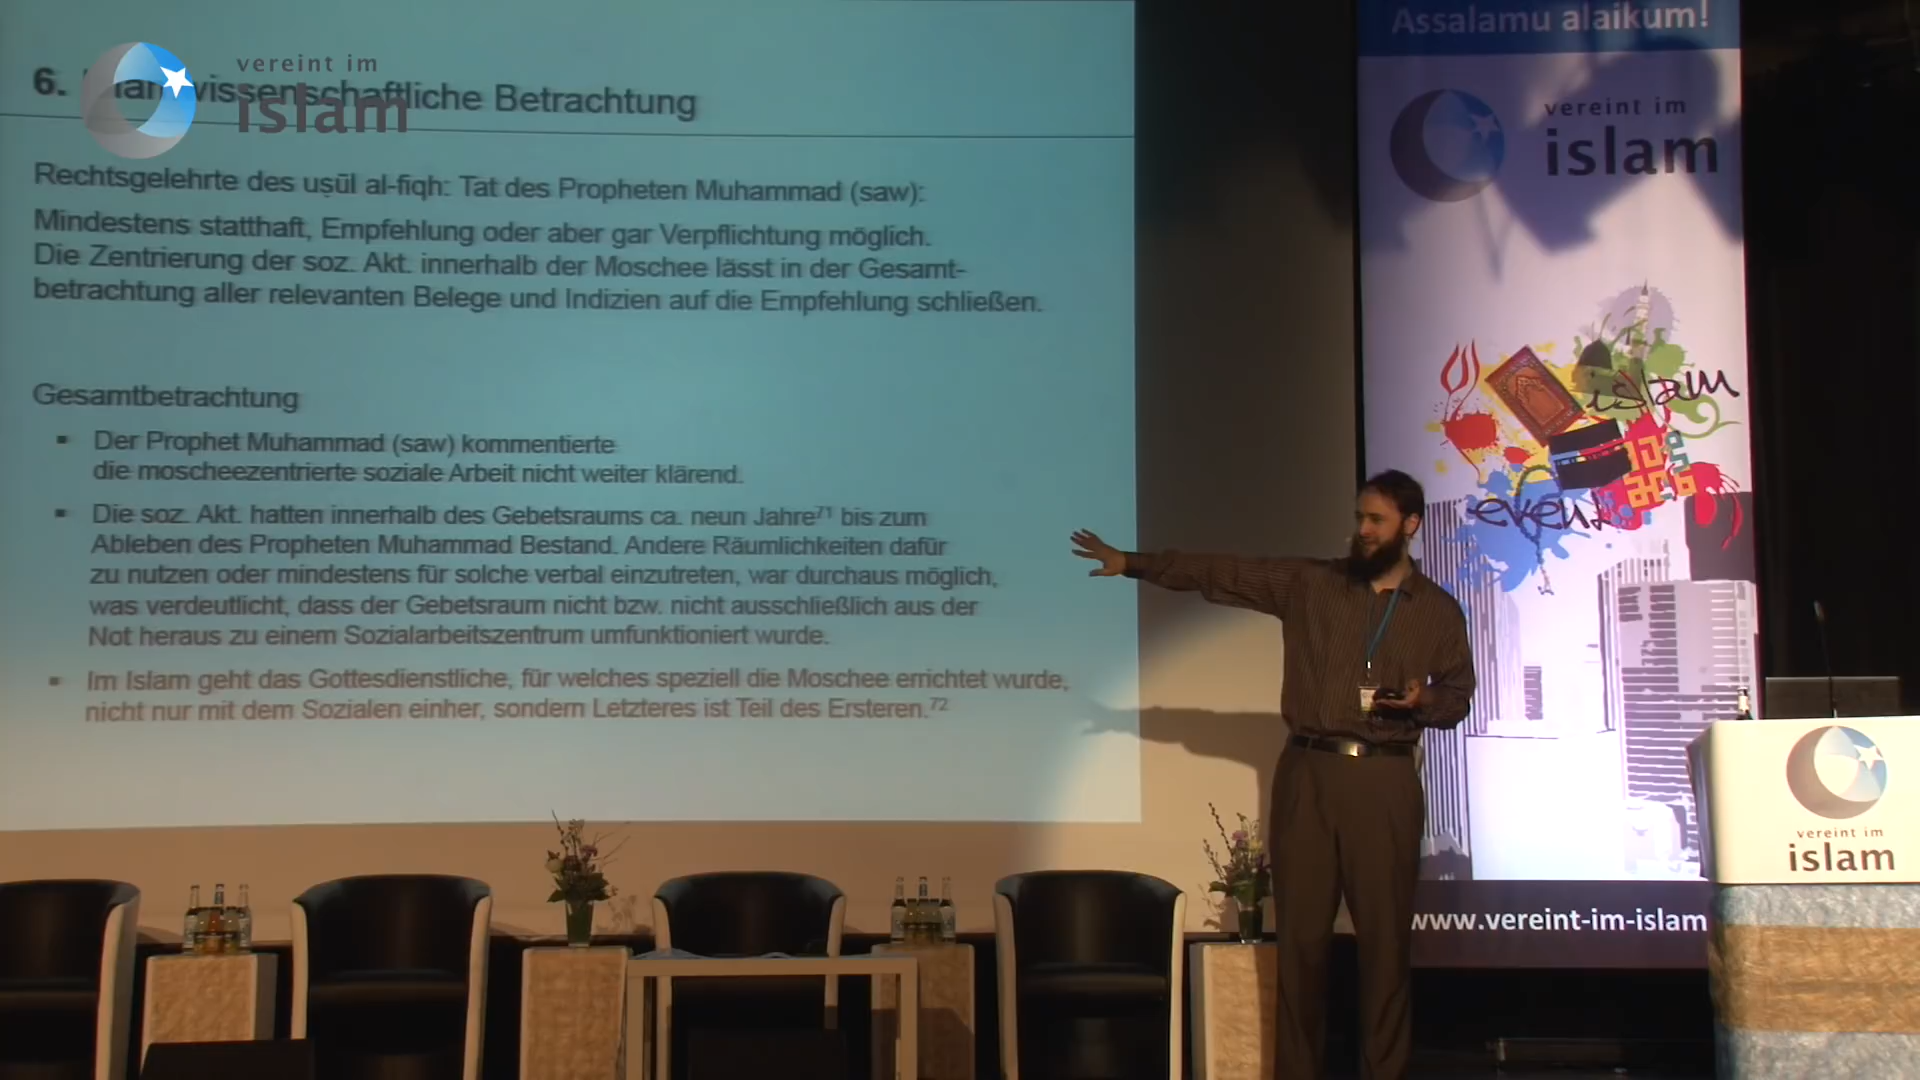 vereint im
islam
6. Islamwissenschaftliche Betrachtung
Rechtsgelehrte des uṣūl al-fiqh: Tat des Propheten Muhammad (saw):
Mindestens statthaft, Empfehlung oder aber gar Verpflichtung möglich.
Die Zentrierung der soz. Akt. innerhalb der Moschee lässt in der Gesamt-
betrachtung aller relevanten Belege und Indizien auf die Empfehlung schließen.
Gesamtbetrachtung
▪ Der Prophet Muhammad (saw) kommentierte
die moscheezentrierte soziale Arbeit nicht weiter klärend.
▪ Die soz. Akt. hatten innerhalb des Gebetsraums ca. neun Jahre⁷¹ bis zum
Ableben des Propheten Muhammad Bestand. Andere Räumlichkeiten dafür
zu nutzen oder mindestens für solche verbal einzutreten, war durchaus möglich,
was verdeutlicht, dass der Gebetsraum nicht bzw. nicht ausschließlich aus der
Not heraus zu einem Sozialarbeitszentrum umfunktioniert wurde.
▪ Im Islam geht das Gottesdienstliche, für welches speziell die Moschee errichtet wurde,
nicht nur mit dem Sozialen einher, sondern Letzteres ist Teil des Ersteren.⁷²
Assalamu alaikum!
vereint im
islam
islam
event
www.vereint-im-islam
vereint im
islam